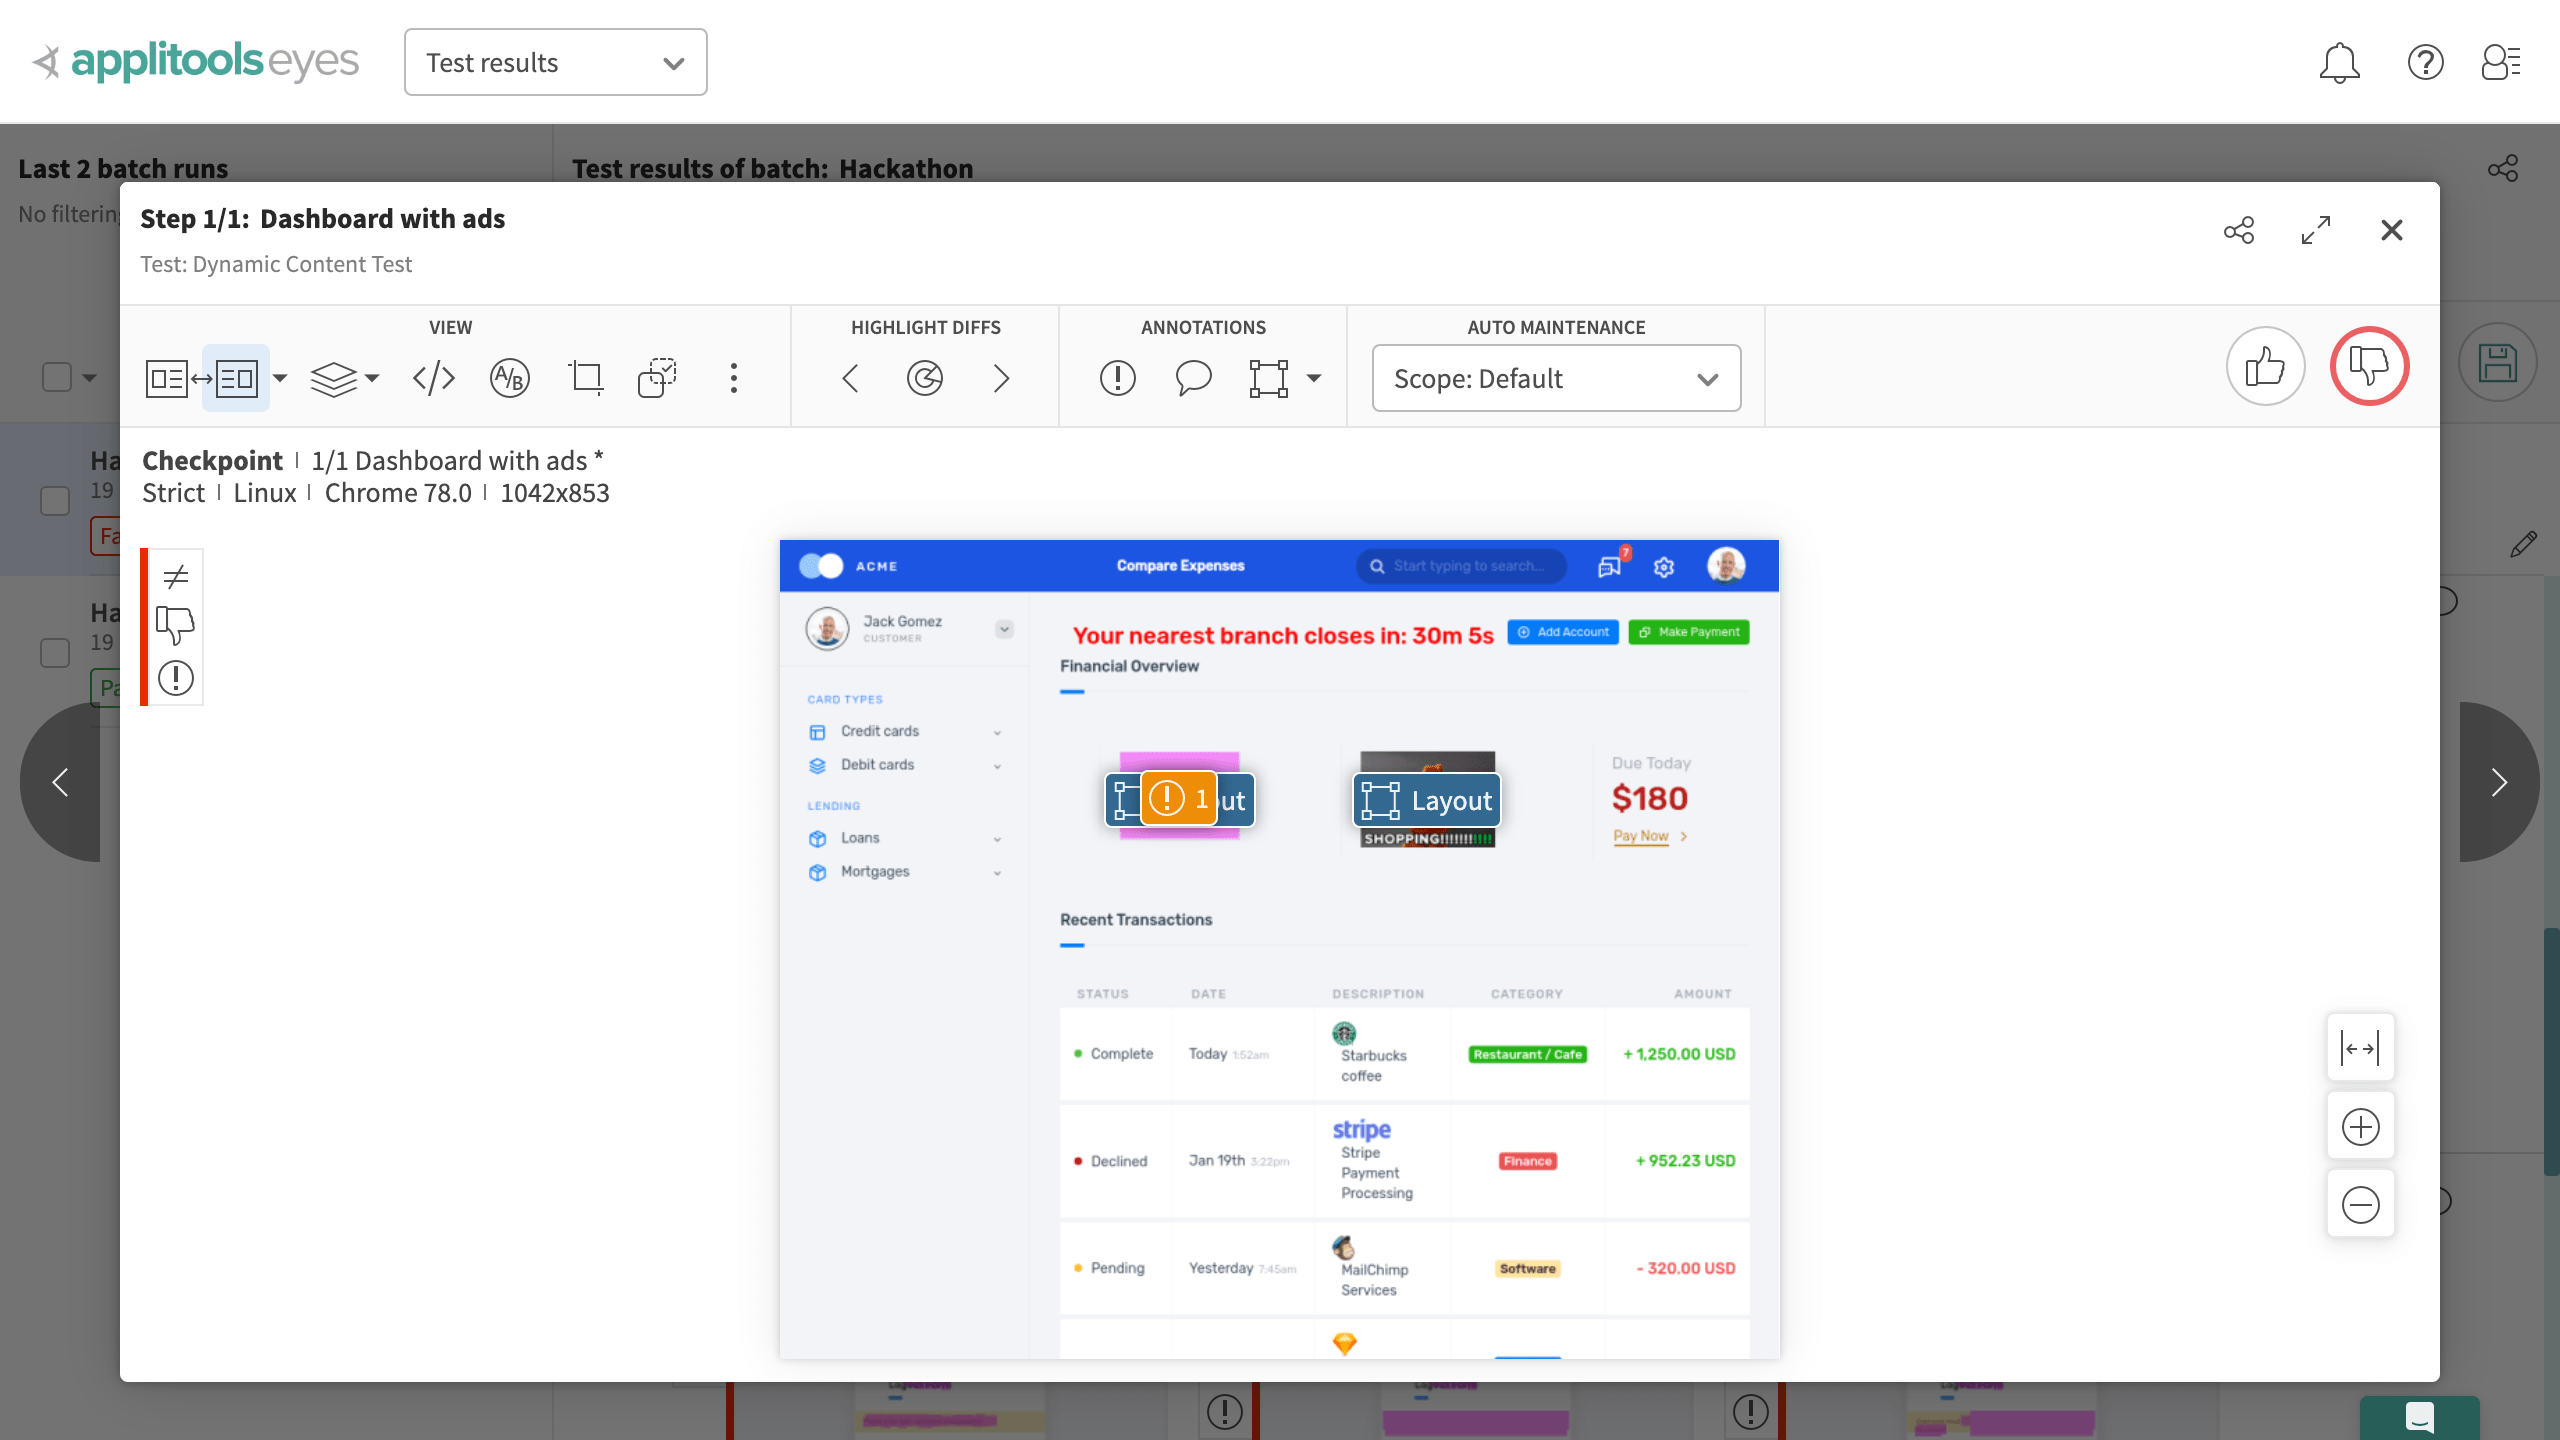 applitools eyes
Test results
Last 2 batch runs
Test results of batch: Hackathon
No filtering
Step 1/1: Dashboard with ads
Test: Dynamic Content Test
VIEW
HIGHLIGHT DIFFS
ANNOTATIONS
AUTO MAINTENANCE
A/B
Scope: Default
Checkpoint | 1/1 Dashboard with ads *
Strict | Linux | Chrome 78.0 | 1042x853
Ha
19
Fa
Ha
19
Pa
ACME
Compare Expenses
Start typing to search...
7
Jack Gomez
CUSTOMER
Your nearest branch closes in: 30m 5s
Add Account
Make Payment
Financial Overview
CARD TYPES
Credit cards
Debit cards
LENDING
Loans
Mortgages
1
out
Layout
SHOPPING!!!!!!!!!!!
Due Today
$180
Pay Now
Recent Transactions
STATUS DATE DESCRIPTION CATEGORY AMOUNT
Complete Today 1:52am Starbucks coffee Restaurant / Cafe + 1,250.00 USD
Declined Jan 19th 3:22pm stripe Stripe Payment Processing Finance + 952.23 USD
Pending Yesterday 7:45am MailChimp Services Software - 320.00 USD